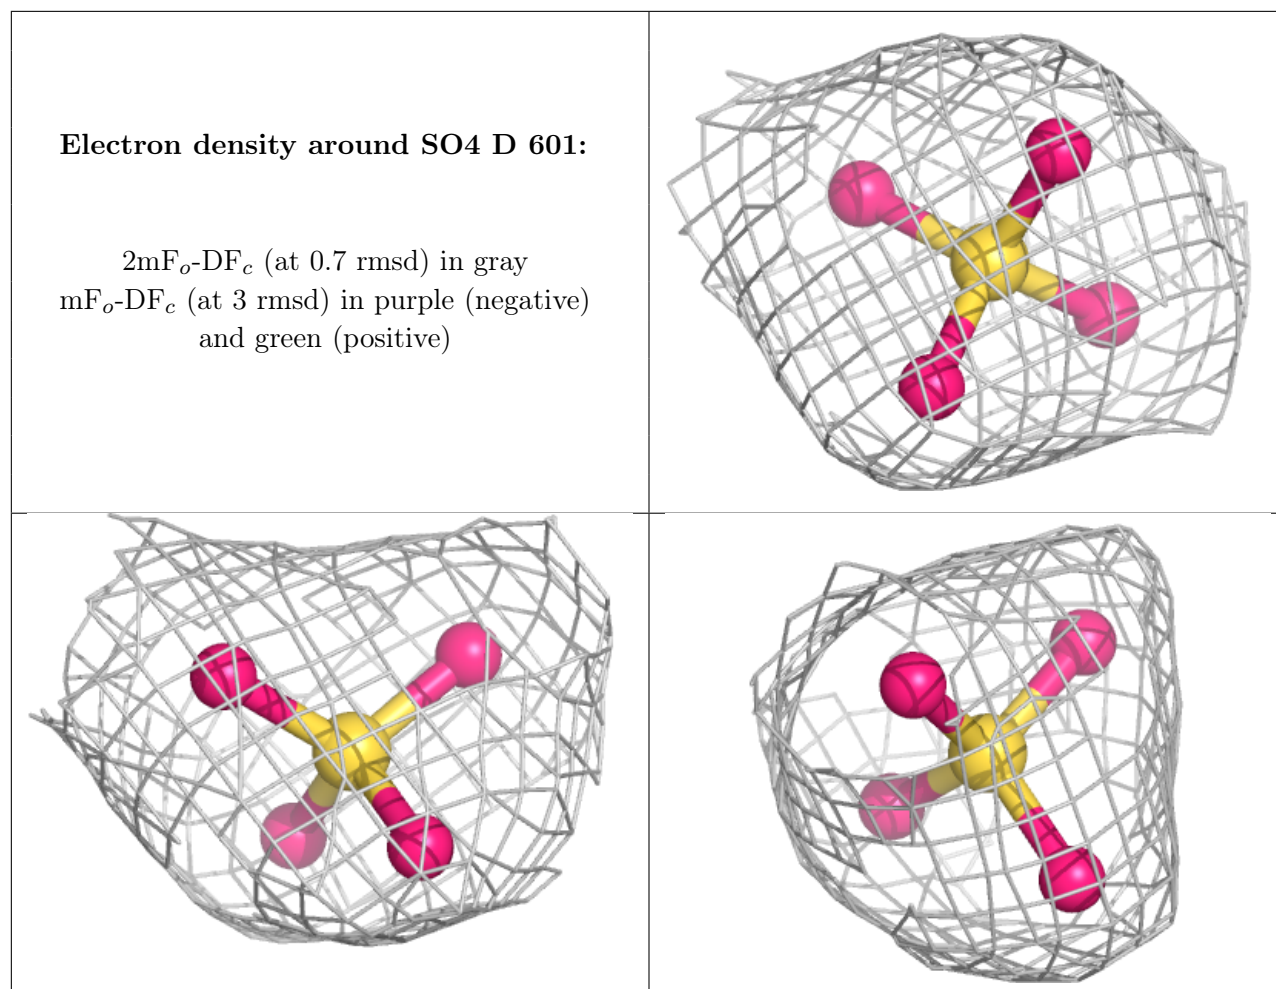 Electron density around SO4 D 601:
2mFo-DFc (at 0.7 rmsd) in gray
mFo-DFc (at 3 rmsd) in purple (negative)
and green (positive)